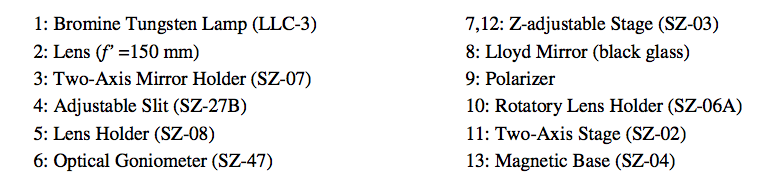 1: Bromine Tungsten Lamp (LLC-3)
2: Lens (f’ =150 mm)
3: Two-Axis Mirror Holder (SZ-07)
4: Adjustable Slit (SZ-27B)
5: Lens Holder (SZ-08)
6: Optical Goniometer (SZ-47)
7,12: Z-adjustable Stage (SZ-03)
8: Lloyd Mirror (black glass)
9: Polarizer
10: Rotatory Lens Holder (SZ-06A)
11: Two-Axis Stage (SZ-02)
13: Magnetic Base (SZ-04)